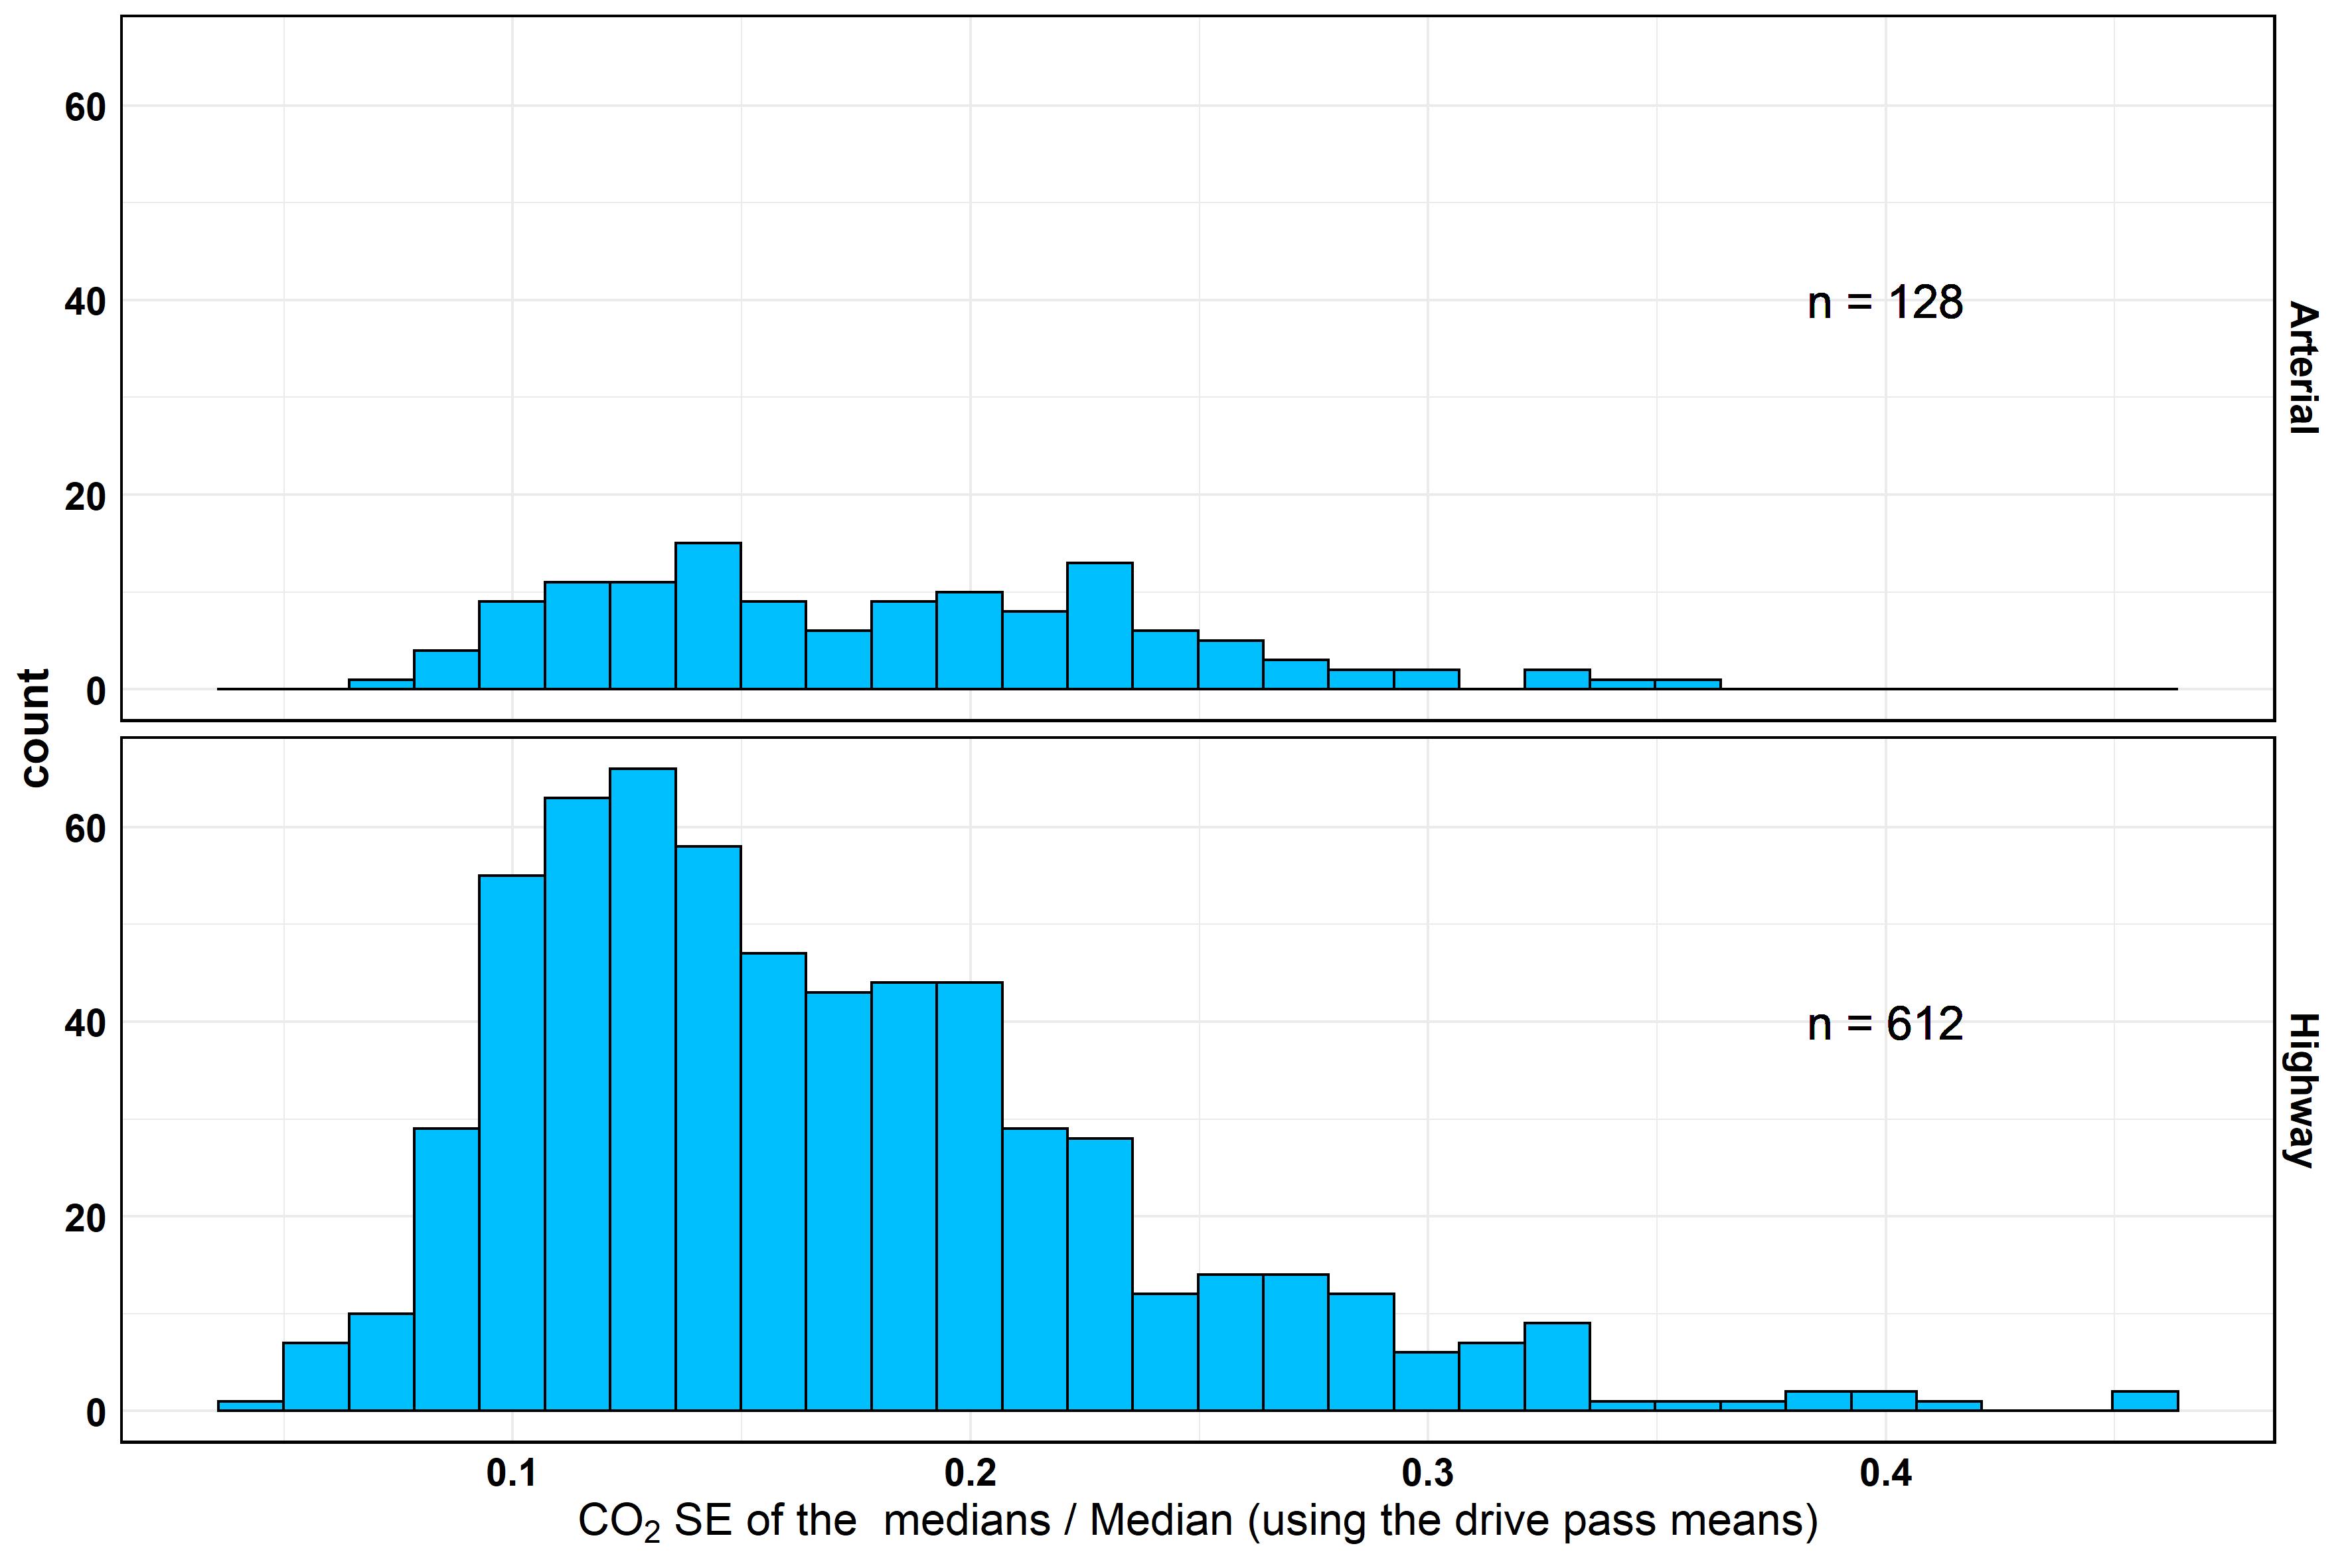 count
60
40
20
0
n = 128
Arterial
60
40
20
0
n = 612
Highway
0.1
0.2
0.3
0.4
CO₂ SE of the  medians / Median (using the drive pass means)